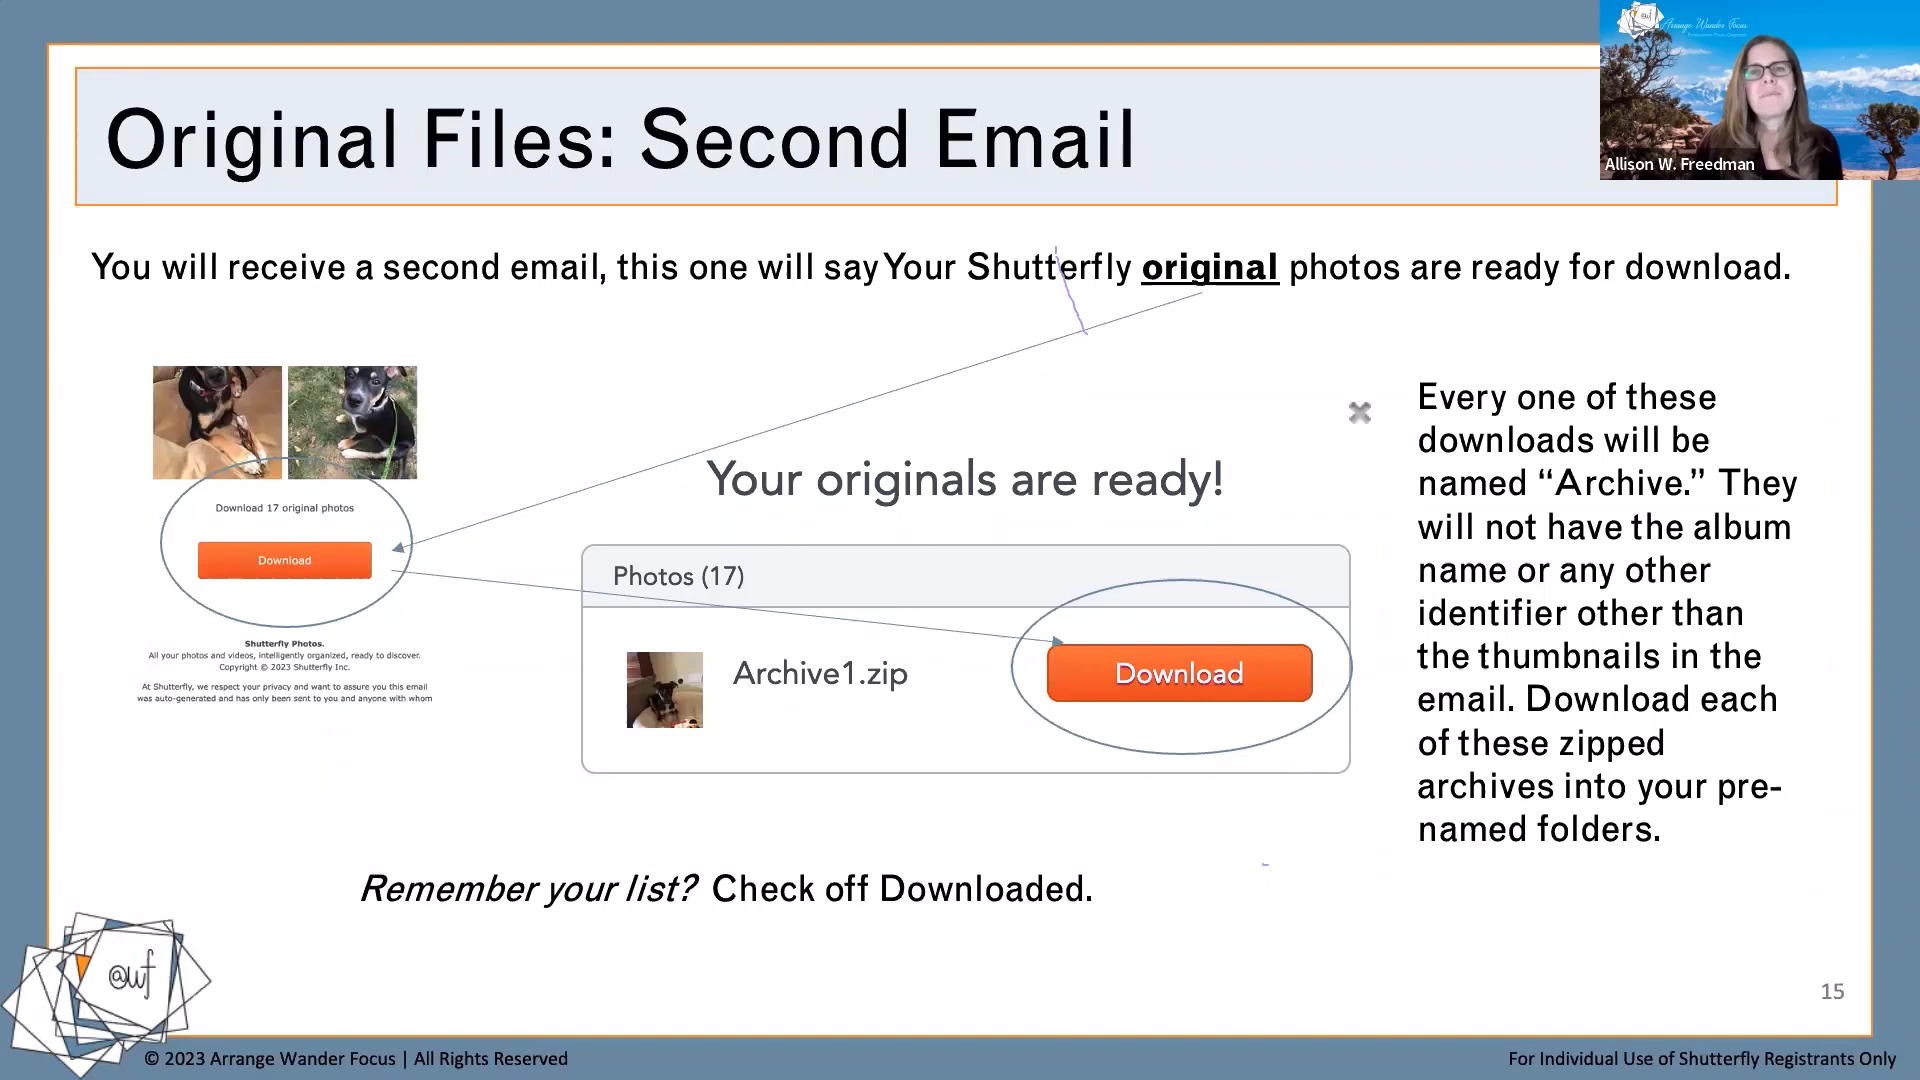 Arrange Wander Focus
Allison W. Freedman
Original Files: Second Email
You will receive a second email, this one will say Your Shutterfly original photos are ready for download.
Download 17 original photos
Download
Shutterfly Photos.
All your photos and videos, intelligently organized, ready to discover.
Copyright © 2023 Shutterfly Inc.
At Shutterfly, we respect your privacy and want to assure you this email
was auto-generated and has only been sent to you and anyone with whom
Your originals are ready!
Photos (17)
Archive1.zip
Download
Every one of these
downloads will be
named “Archive.” They
will not have the album
name or any other
identifier other than
the thumbnails in the
email. Download each
of these zipped
archives into your pre-
named folders.
Remember your list? Check off Downloaded.
@wf
15
© 2023 Arrange Wander Focus | All Rights Reserved
For Individual Use of Shutterfly Registrants Only